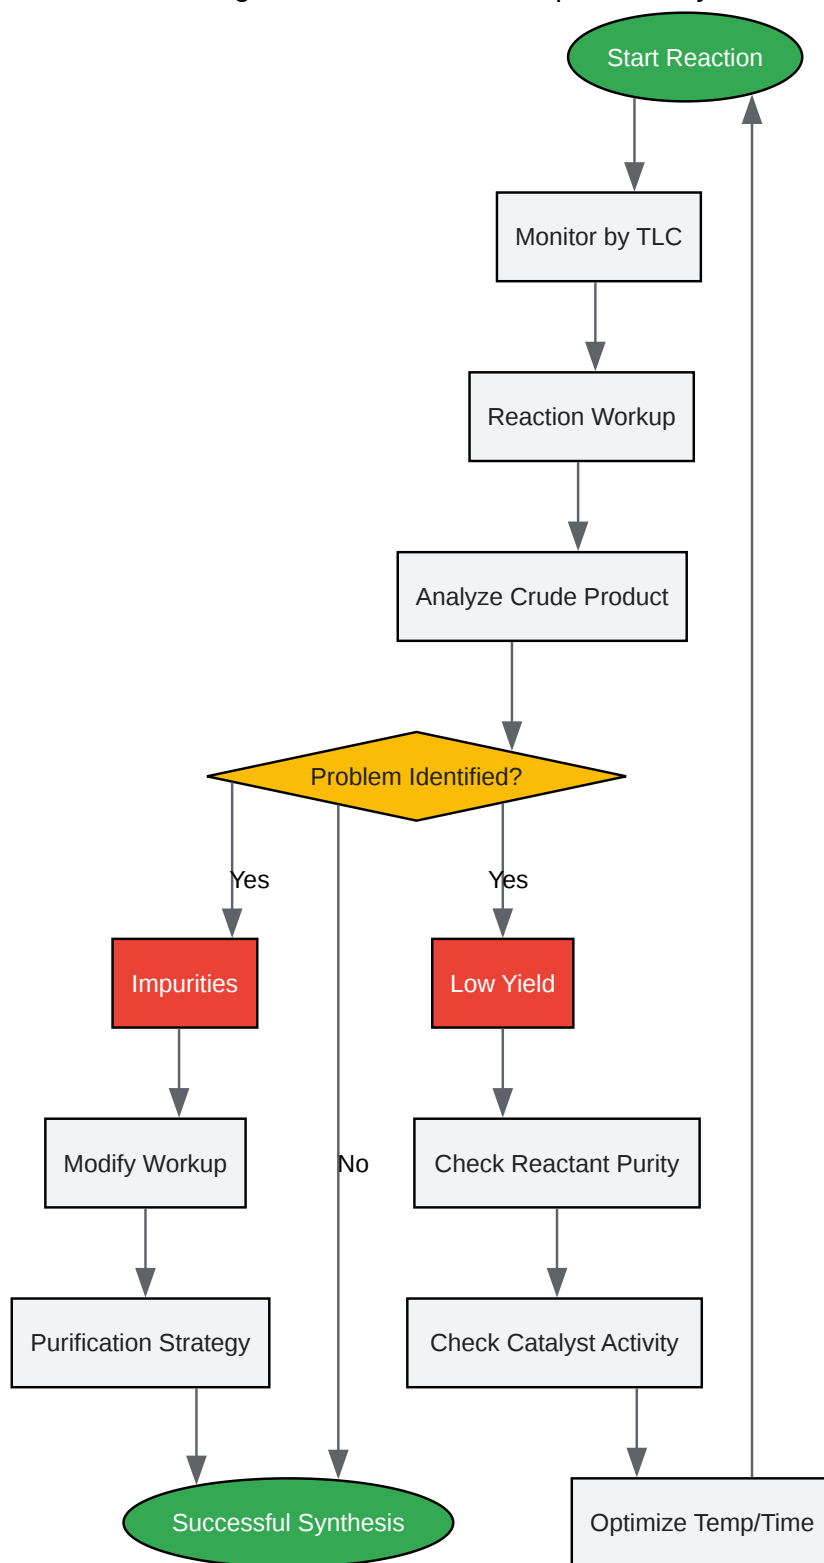 Start Reaction
Monitor by TLC
Reaction Workup
Analyze Crude Product
Problem Identified?
Yes
Yes
Impurities
Low Yield
Modify Workup
No
Check Reactant Purity
Purification Strategy
Check Catalyst Activity
Successful Synthesis
Optimize Temp/Time